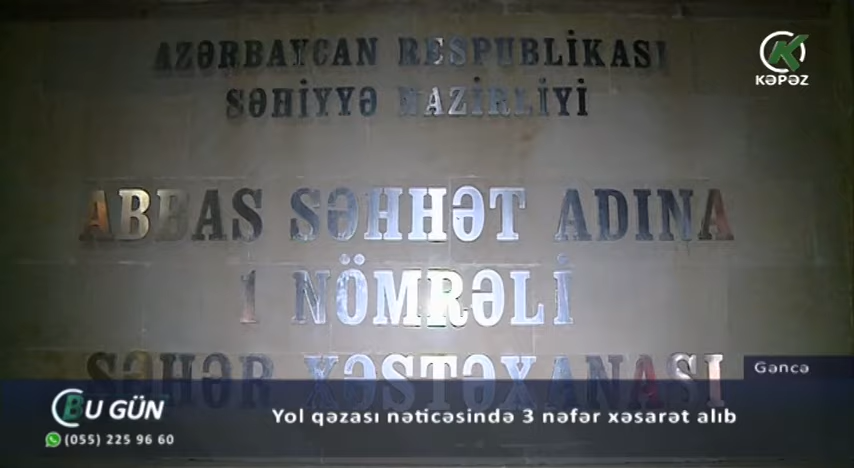 AZƏRBAYCAN RESPUBLİKASI
SƏHİYYƏ NAZİRLİYİ
KƏPƏZ
ABBAS SƏHHƏT ADINA
1 NÖMRƏLİ
ŞƏHƏR XƏSTƏXANASI
Gəncə
BU GÜN
Yol qəzası nəticəsində 3 nəfər xəsarət alıb
(055) 225 96 60